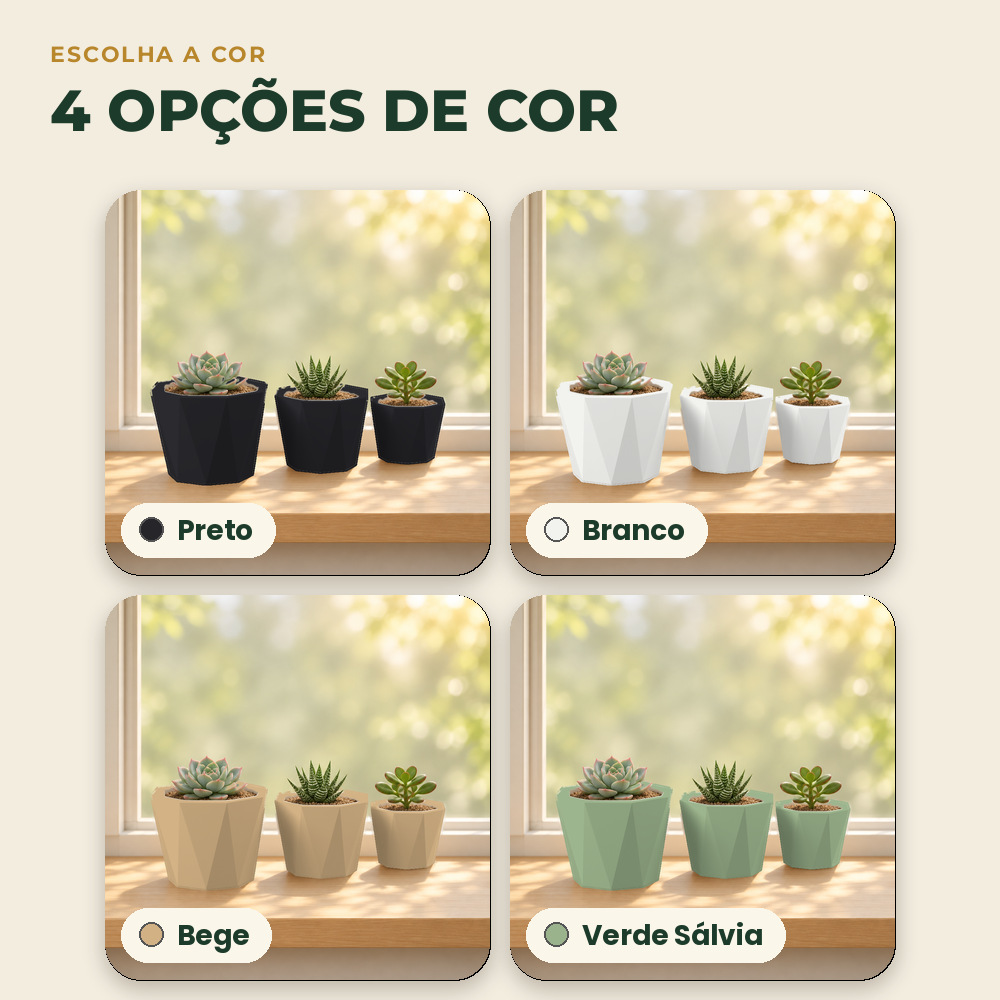 ESCOLHA A COR
4 OPÇÕES DE COR
Preto
Branco
Bege
Verde Sálvia